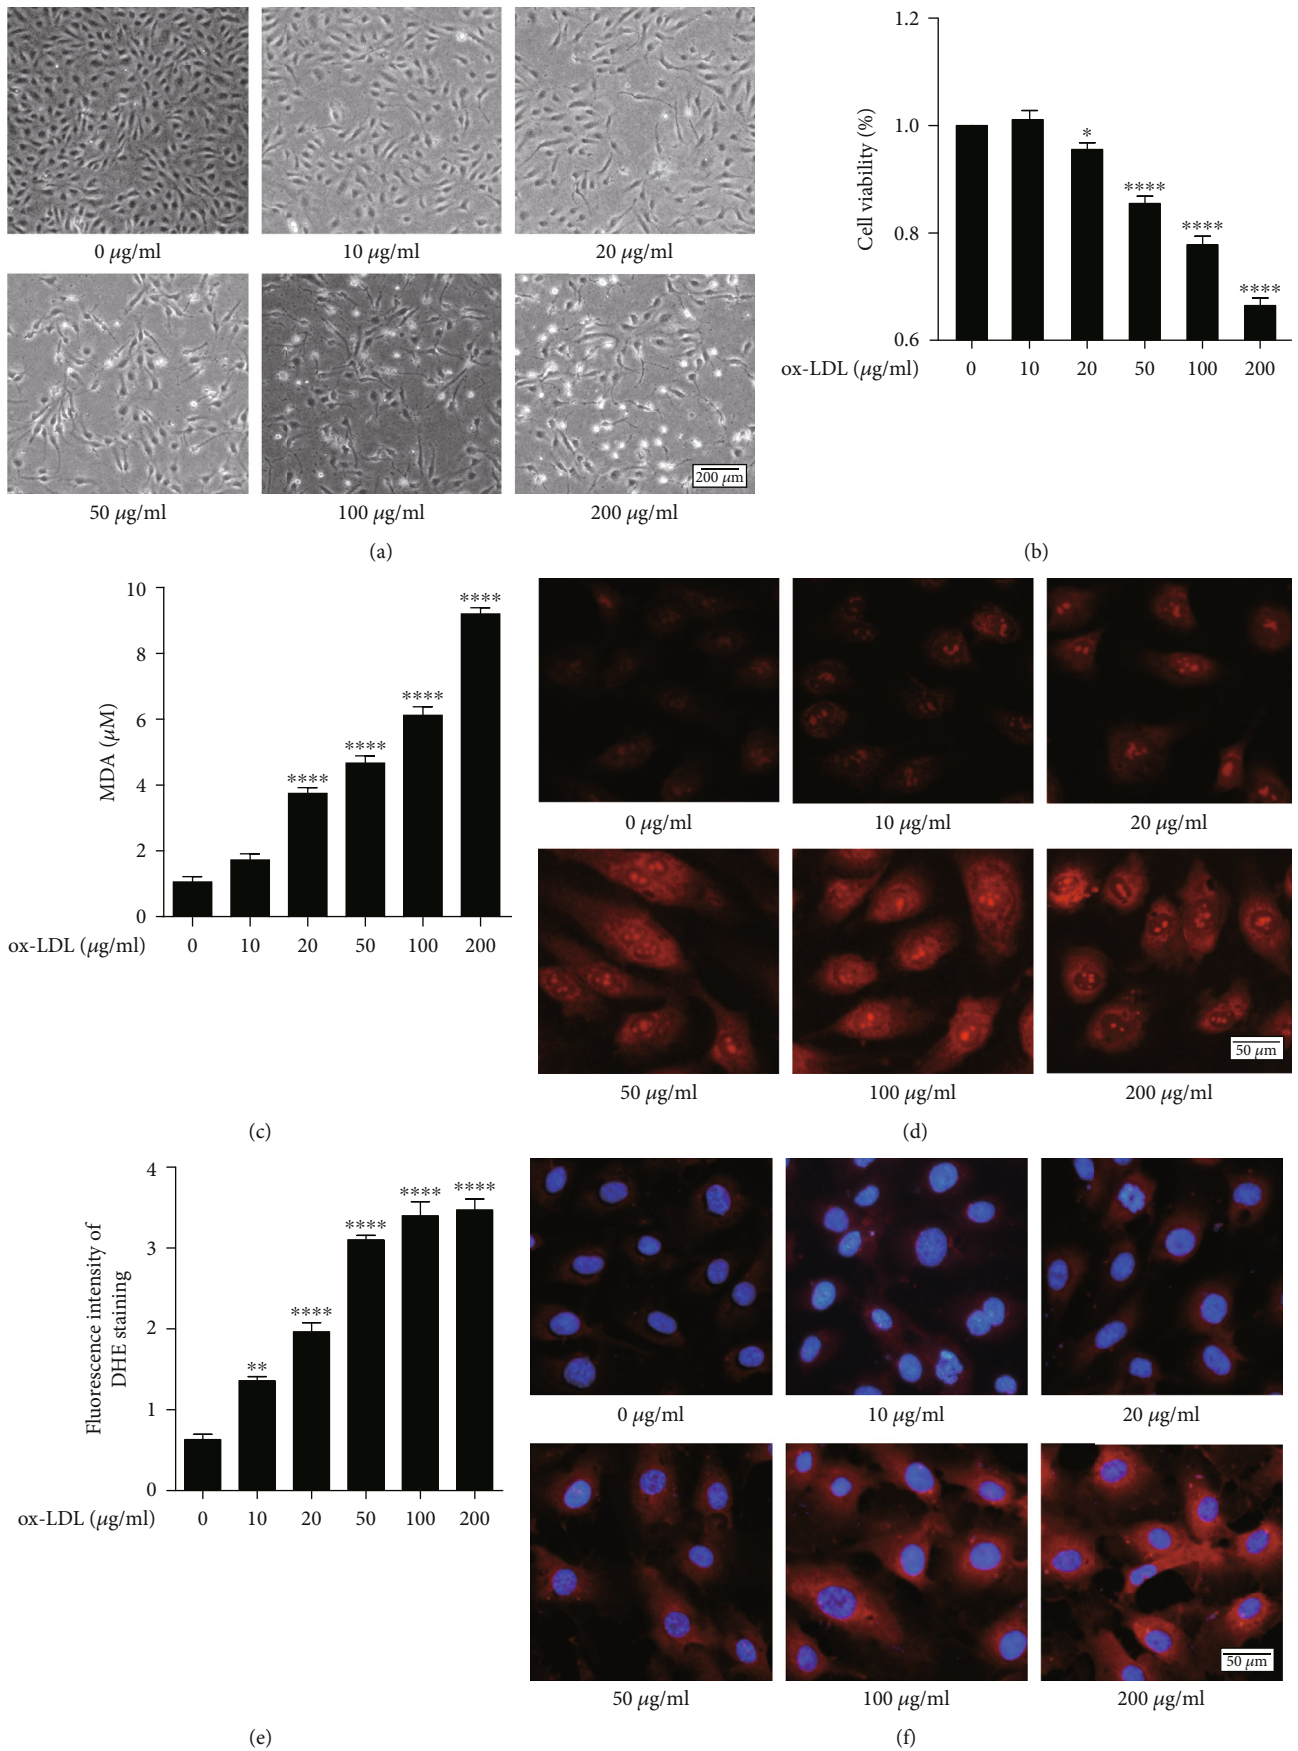 0 μg/ml
10 μg/ml
20 μg/ml
50 μg/ml
100 μg/ml
200 μm
200 μg/ml
(a)
1.2
1.0
0.8
0.6
Cell viability (%)
*
****
****
****
ox-LDL (μg/ml) 0 10 20 50 100 200
(b)
10
8
6
4
2
0
MDA (μM)
****
****
****
****
ox-LDL (μg/ml) 0 10 20 50 100 200
(c)
0 μg/ml
10 μg/ml
20 μg/ml
50 μg/ml
100 μg/ml
50 μm
200 μg/ml
(d)
4
3
2
1
0
Fluorescence intensity of
DHE staining
**
****
****
****
****
ox-LDL (μg/ml) 0 10 20 50 100 200
(e)
0 μg/ml
10 μg/ml
20 μg/ml
50 μg/ml
100 μg/ml
50 μm
200 μg/ml
(f)